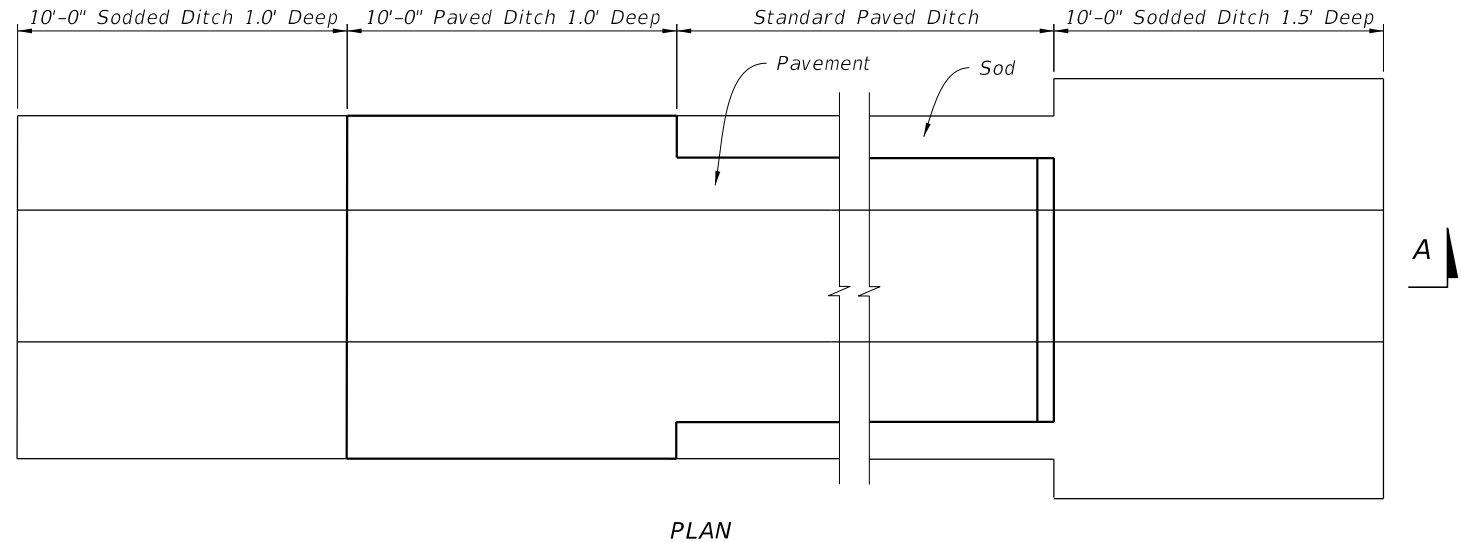 10'-0" Sodded Ditch 1.0' Deep
10'-0" Paved Ditch 1.0' Deep
Standard Paved Ditch
10'-0" Sodded Ditch 1.5' Deep
Pavement
Sod
A
PLAN